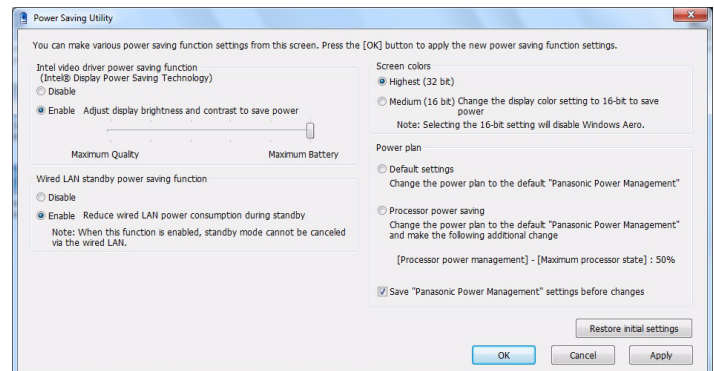 Power Saving Utility
You can make various power saving function settings from this screen. Press the [OK] button to apply the new power saving function settings.
Intel video driver power saving function
(Intel® Display Power Saving Technology)
Disable
Enable Adjust display brightness and contrast to save power
Maximum Quality Maximum Battery
Wired LAN standby power saving function
Disable
Enable Reduce wired LAN power consumption during standby
Note: When this function is enabled, standby mode cannot be canceled
via the wired LAN.
Screen colors
Highest (32 bit)
Medium (16 bit) Change the display color setting to 16-bit to save
power
Note: Selecting the 16-bit setting will disable Windows Aero.
Power plan
Default settings
Change the power plan to the default "Panasonic Power Management"
Processor power saving
Change the power plan to the default "Panasonic Power Management"
and make the following additional change
[Processor power management] - [Maximum processor state] : 50%
Save "Panasonic Power Management" settings before changes
Restore initial settings
OK Cancel Apply